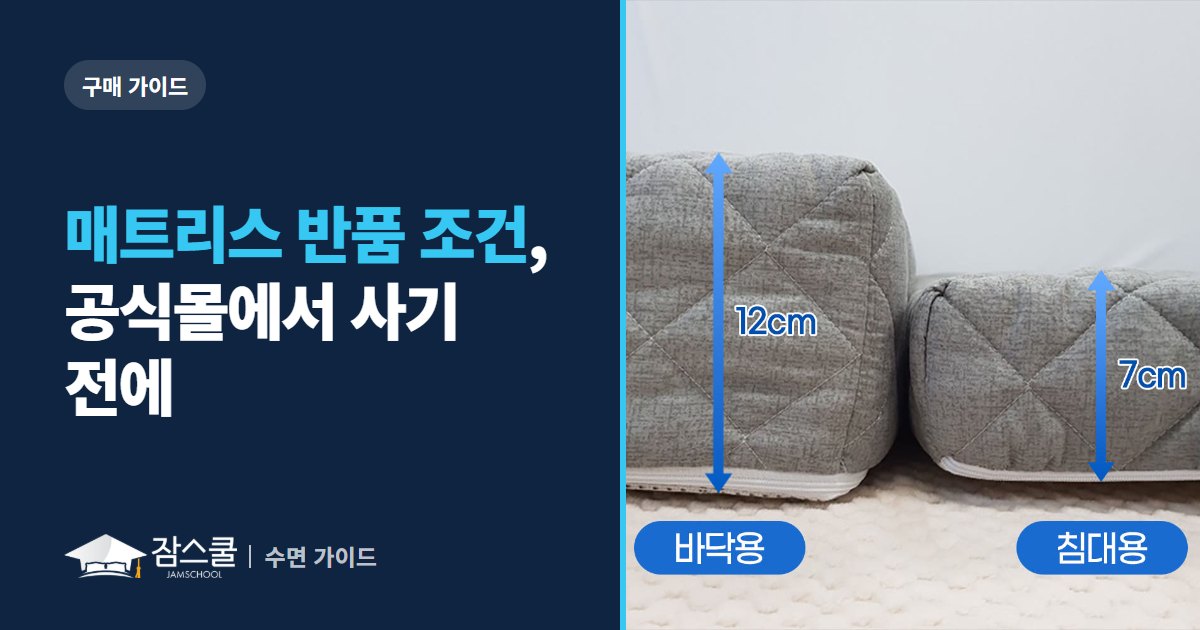 구매 가이드
매트리스 반품 조건,
공식몰에서 사기
전에
잠스쿨
JAMSCHOOL
수면 가이드
12cm
7cm
바닥용
침대용